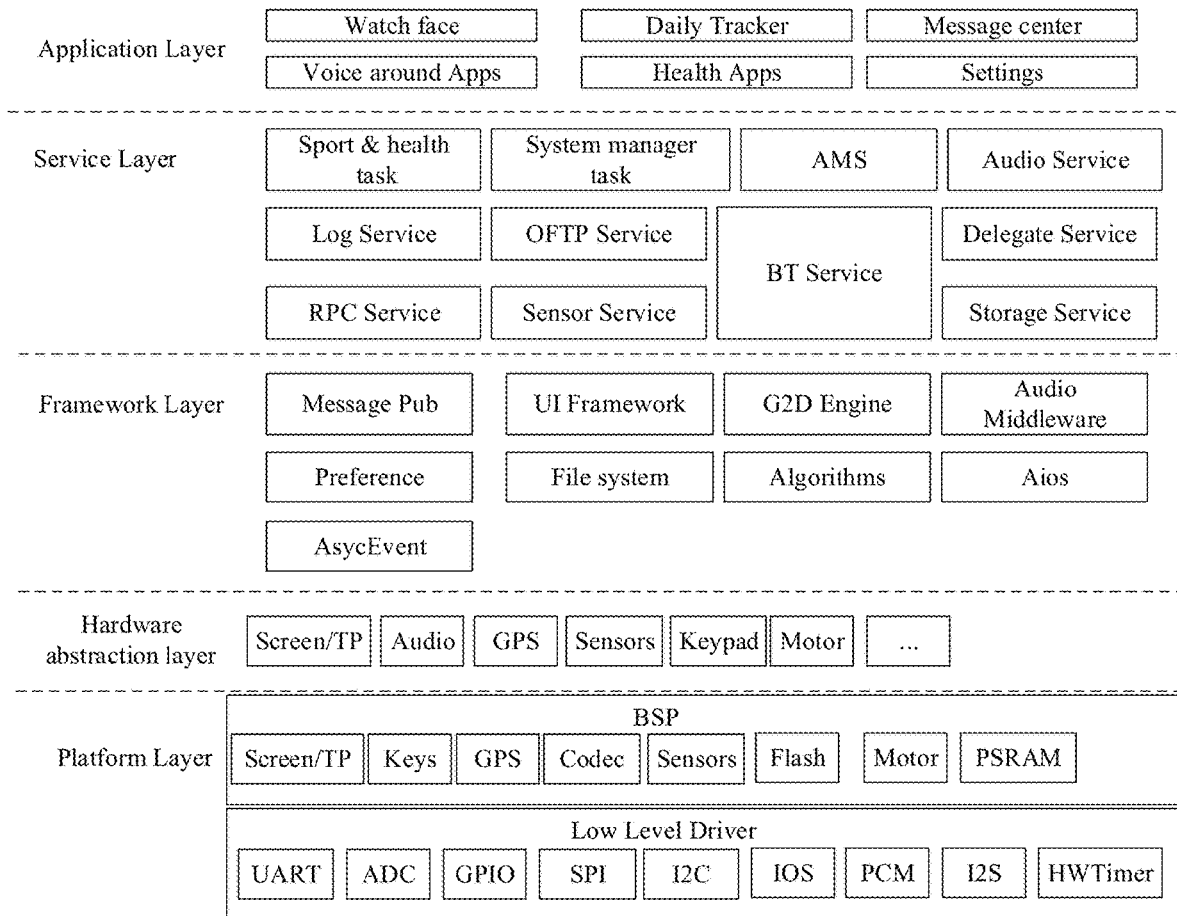 Application Layer
Watch face
Daily Tracker
Message center
Voice around Apps
Health Apps
Settings
Service Layer
Sport & health
task
System manager
task
AMS
Audio Service
Log Service
OFTP Service
BT Service
Delegate Service
RPC Service
Sensor Service
Storage Service
Framework Layer
Message Pub
UI Framework
G2D Engine
Audio
Middleware
Preference
File system
Algorithms
Aios
AsycEvent
Hardware
abstraction layer
Screen/TP
Audio
GPS
Sensors
Keypad
Motor
...
Platform Layer
BSP
Screen/TP
Keys
GPS
Codec
Sensors
Flash
Motor
PSRAM
Low Level Driver
UART
ADC
GPIO
SPI
I2C
IOS
PCM
I2S
HWTimer